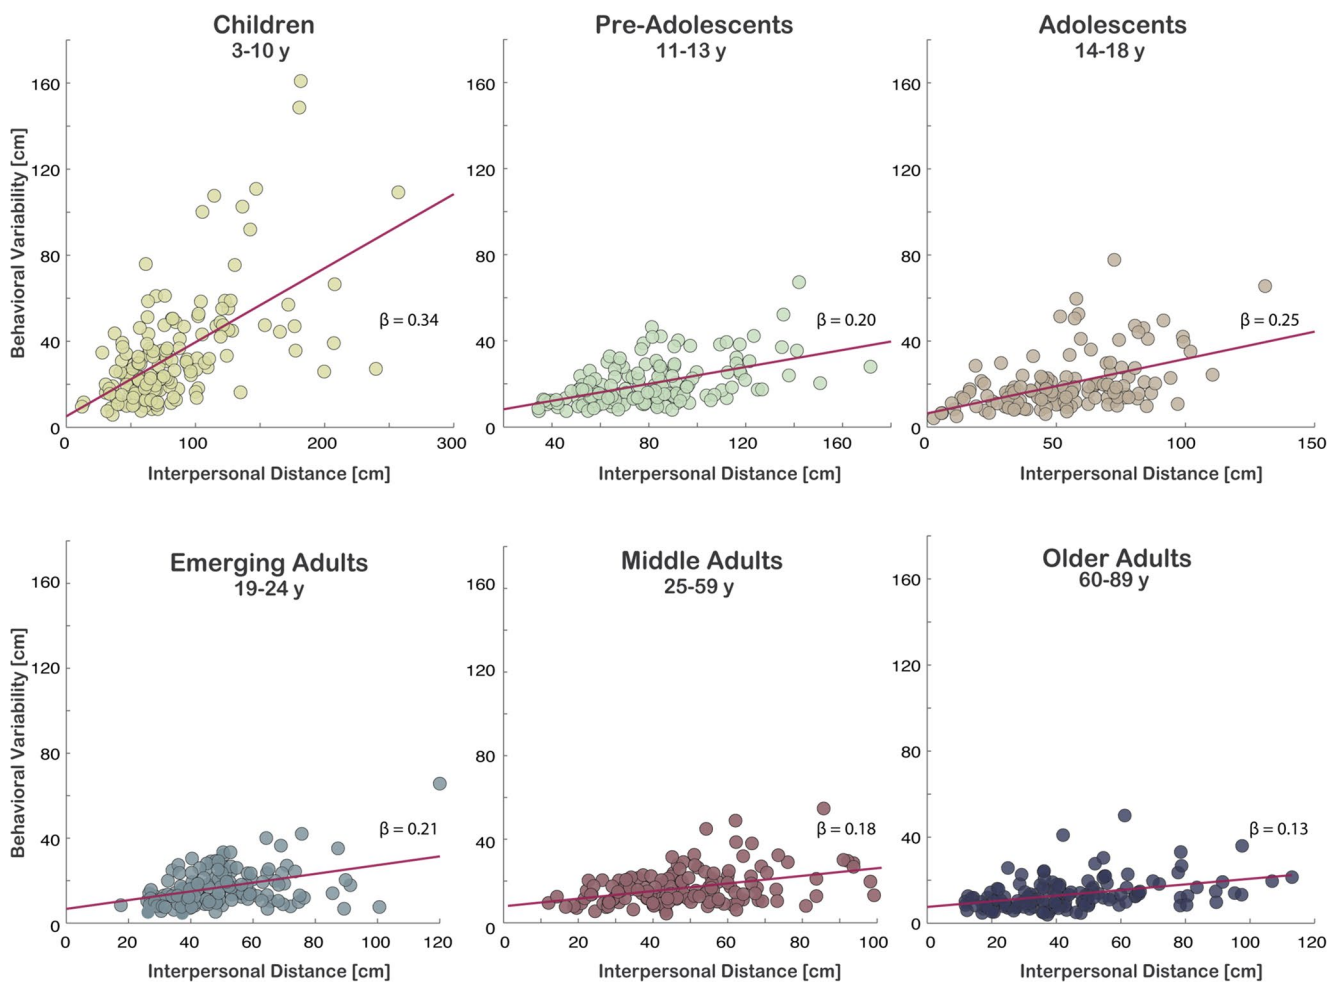 Children
3-10 y
Pre-Adolescents
11-13 y
Adolescents
14-18 y
Behavioral Variability [cm]
160
120
80
40
0
β = 0.34
0
100
200
300
Interpersonal Distance [cm]
160
120
80
40
0
β = 0.20
40
80
120
160
Interpersonal Distance [cm]
160
120
80
40
0
β = 0.25
0
50
100
150
Interpersonal Distance [cm]
Emerging Adults
19-24 y
Middle Adults
25-59 y
Older Adults
60-89 y
Behavioral Variability [cm]
160
120
80
40
0
β = 0.21
0
20
40
60
80
100
120
Interpersonal Distance [cm]
160
120
80
40
0
β = 0.18
0
20
40
60
80
100
Interpersonal Distance [cm]
160
120
80
40
0
β = 0.13
0
20
40
60
80
100
120
Interpersonal Distance [cm]